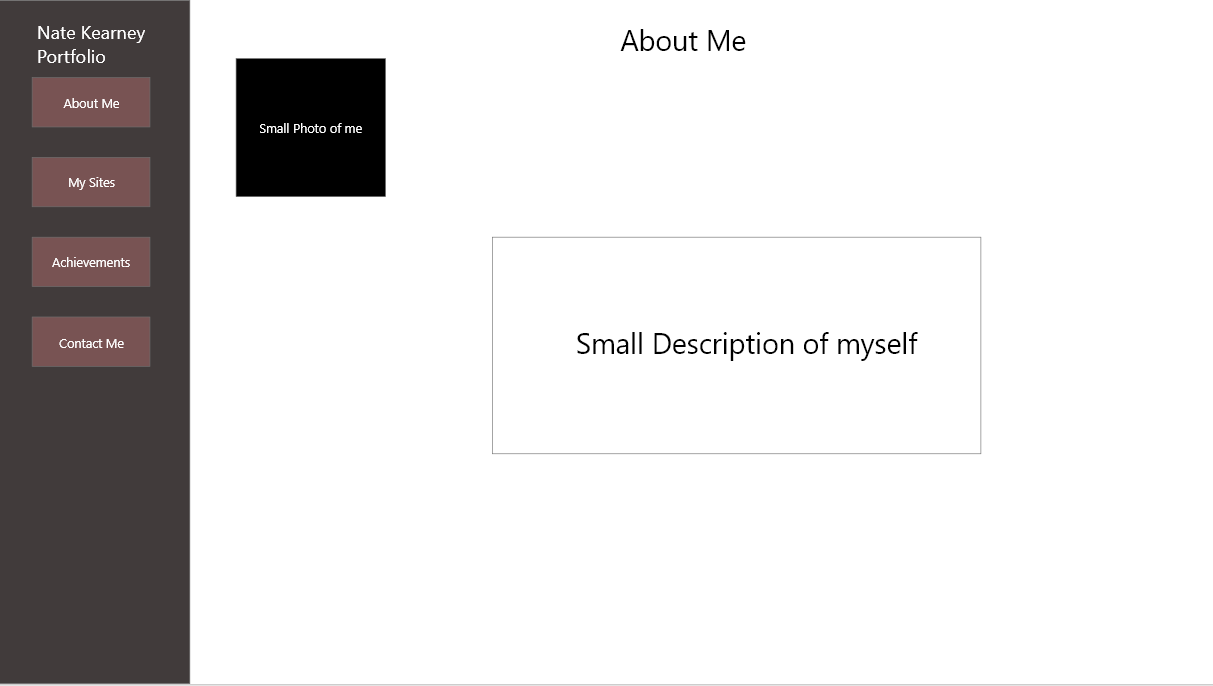 Nate Kearney
Portfolio
About Me
My Sites
Achievements
Contact Me
About Me
Small Photo of me
Small Description of myself